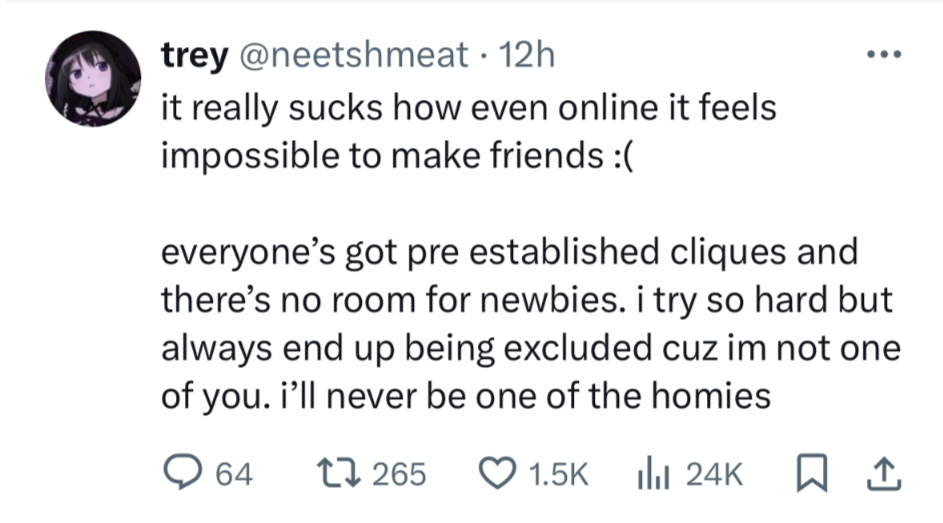 trey @neetshmeat · 12h
it really sucks how even online it feels
impossible to make friends :(
everyone’s got pre established cliques and
there’s no room for newbies. i try so hard but
always end up being excluded cuz im not one
of you. i’ll never be one of the homies
64 265 1.5K 24K